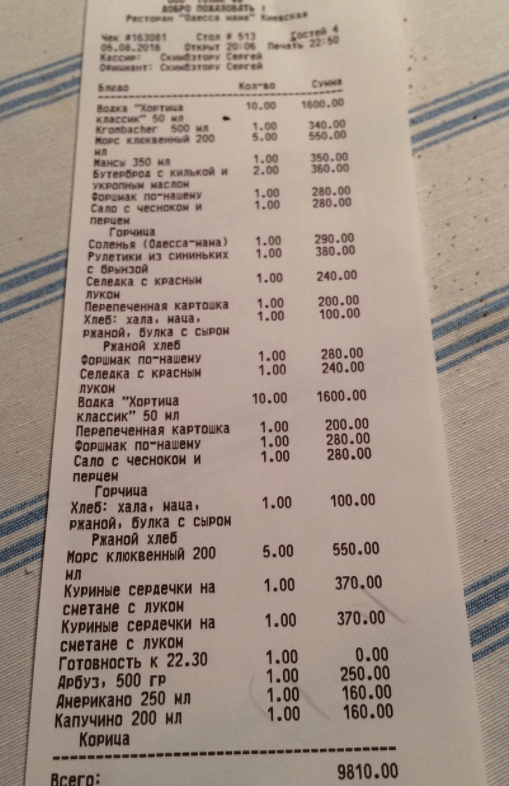 ДОБРО ПОЖАЛОВАТЬ !
Ресторан "Одесса мама" Киевская
Чек #163081 Стол # 513 Гостей 4
05.08.2016 Открыт 20:06 Печать 22:50
Кассир: Скимбэтору Сергей
Официант: Скимбэтору Сергей
Блюдо Кол-во Сумма
Водка "Хортица 10.00 1600.00
классик" 50 мл
Krombacher 500 мл 1.00 340.00
Морс клюквенный 200 5.00 550.00
мл
Мансы 350 мл 1.00 350.00
Бутерброд с килькой и 2.00 360.00
укропным маслом
Форшмак по-нашему 1.00 280.00
Сало с чесноком и 1.00 280.00
перцем
Горчица
Соленья (Одесса-мама) 1.00 290.00
Рулетики из сининьких 1.00 380.00
с брынзой
Селедка с красным 1.00 240.00
луком
Перепеченная картошка 1.00 200.00
Хлеб: хала, маца, 1.00 100.00
ржаной, булка с сыром
Ржаной хлеб
Форшмак по-нашему 1.00 280.00
Селедка с красным 1.00 240.00
луком
Водка "Хортица 10.00 1600.00
классик" 50 мл
Перепеченная картошка 1.00 200.00
Форшмак по-нашему 1.00 280.00
Сало с чесноком и 1.00 280.00
перцем
Горчица
Хлеб: хала, маца, 1.00 100.00
ржаной, булка с сыром
Ржаной хлеб
Морс клюквенный 200 5.00 550.00
мл
Куриные сердечки на 1.00 370.00
сметане с луком
Куриные сердечки на 1.00 370.00
сметане с луком
Готовность к 22.30 1.00 0.00
Арбуз, 500 гр 1.00 250.00
Американо 250 мл 1.00 160.00
Капучино 200 мл 1.00 160.00
Корица
Всего: 9810.00